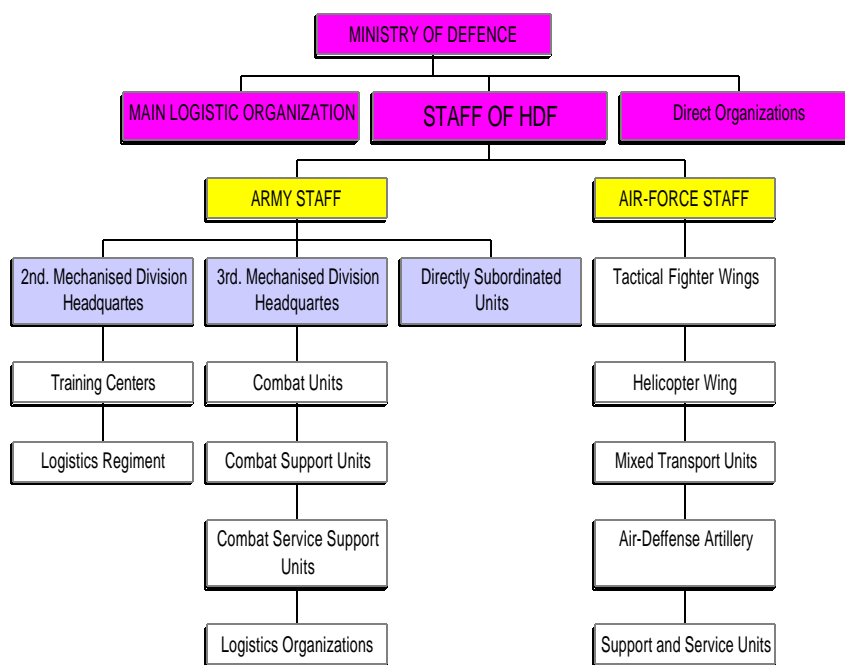 MINISTRY OF DEFENCE
MAIN LOGISTIC ORGANIZATION
STAFF OF HDF
Direct Organizations
ARMY STAFF
AIR-FORCE STAFF
2nd. Mechanised Division
Headquartes
3rd. Mechanised Division
Headquartes
Directly Subordinated
Units
Tactical Fighter Wings
Training Centers
Combat Units
Helicopter Wing
Logistics Regiment
Combat Support Units
Mixed Transport Units
Combat Service Support
Units
Air-Deffense Artillery
Logistics Organizations
Support and Service Units